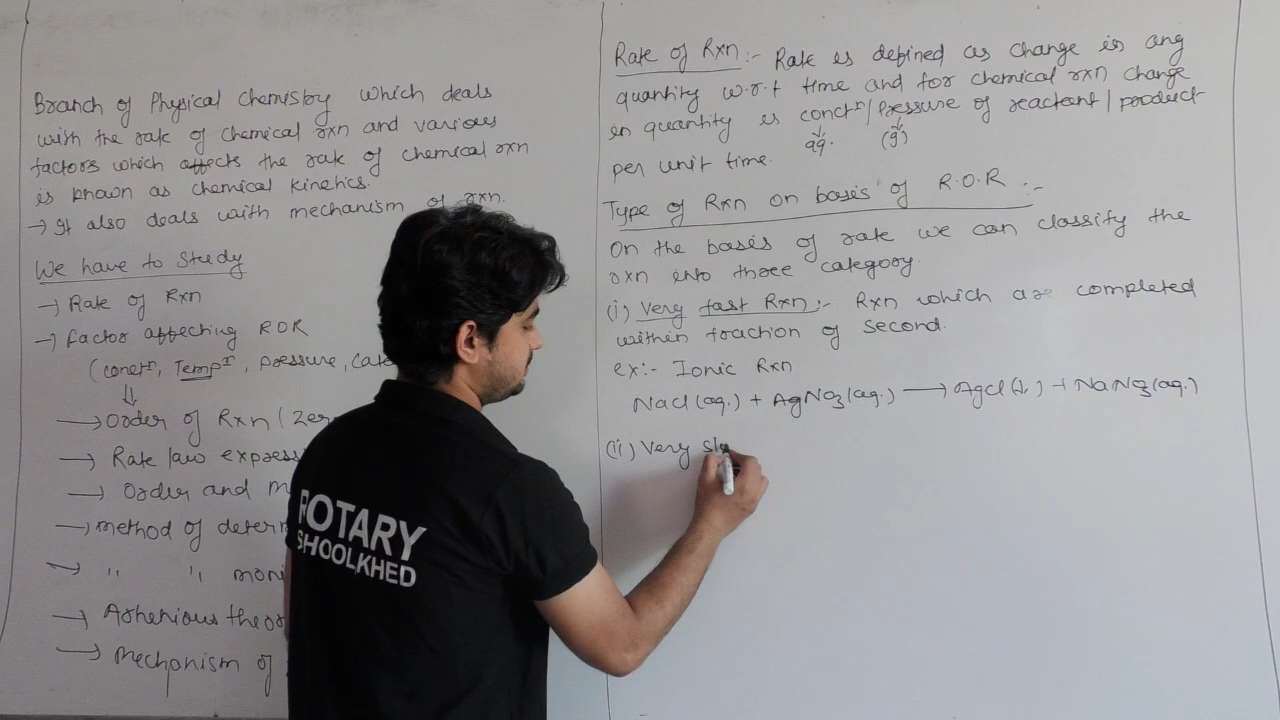 Branch of Physical Chemistry which deals
with the rate of chemical rxn and various
factors which affects the rate of chemical rxn
is known as chemical kinetics.
→ It also deals with mechanism of rxn.
We have to Study
→ Rate of Rxn
→ factor affecting ROR
(concrⁿ, Tempʳ, pressure, Cate
⇓
→ Order of Rxn (Zer
→ Rate law express
→ Order and M
→ method of determ
→ " " mon
→ Arhenious theor
→ Mechanism of
ROTARY
SHOOLKHED
Rate of Rxn :- Rate is defined as change in any
quantity w.r.t time and for chemical rxn change
in quantity is concⁿ/Pressure of reactant/product
aq. (g)
per unit time.
Type of Rxn on bases of R.O.R :-
On the basis of rate we can classify the
rxn into three category.
(i) Very fast Rxn :- Rxn which are completed
within fraction of second.
ex:- Ionic Rxn
NaCl(aq.) + AgNO3(aq.) → AgCl(↓) + NaNO3(aq.)
(ii) Very slo